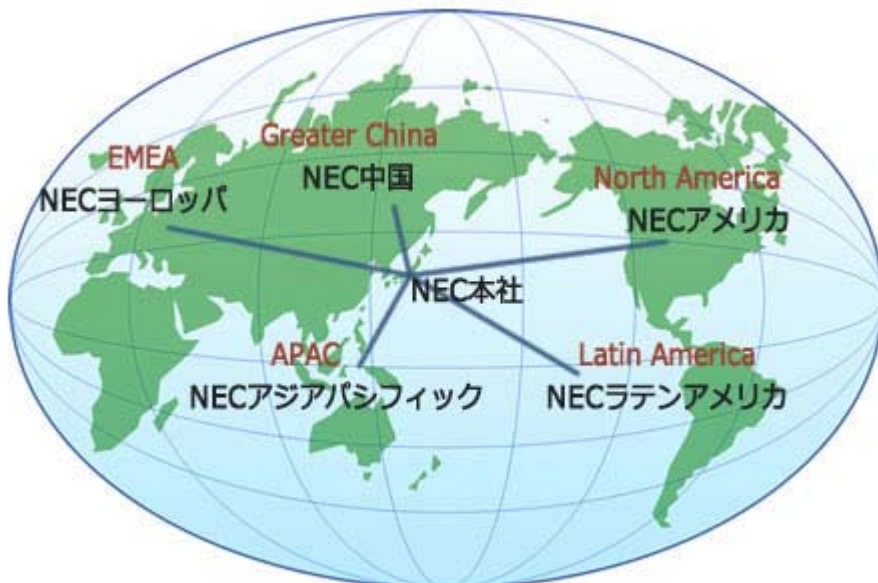 EMEA
NECヨーロッパ
Greater China
NEC中国
North America
NECアメリカ
NEC本社
APAC
NECアジアパシフィック
Latin America
NECラテンアメリカ